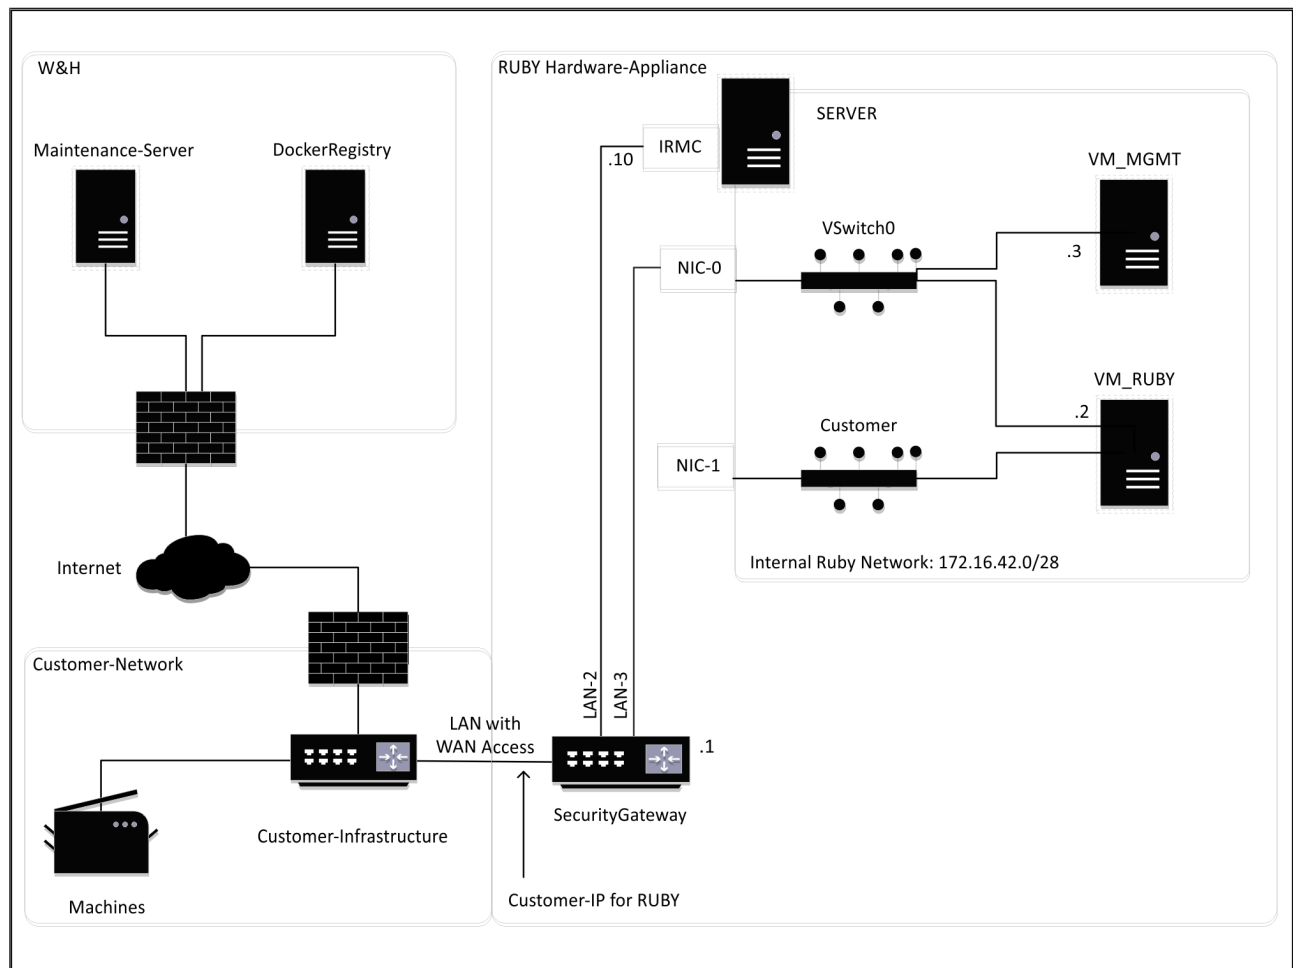 W&H
Maintenance-Server
DockerRegistry
Internet
Customer-Network
Customer-Infrastructure
Machines
RUBY Hardware-Appliance
SERVER
IRMC
.10
VM_MGMT
VSwitch0
NIC-0
.3
VM_RUBY
.2
Customer
NIC-1
Internal Ruby Network: 172.16.42.0/28
LAN-2
LAN-3
LAN with
WAN Access
.1
SecurityGateway
Customer-IP for RUBY